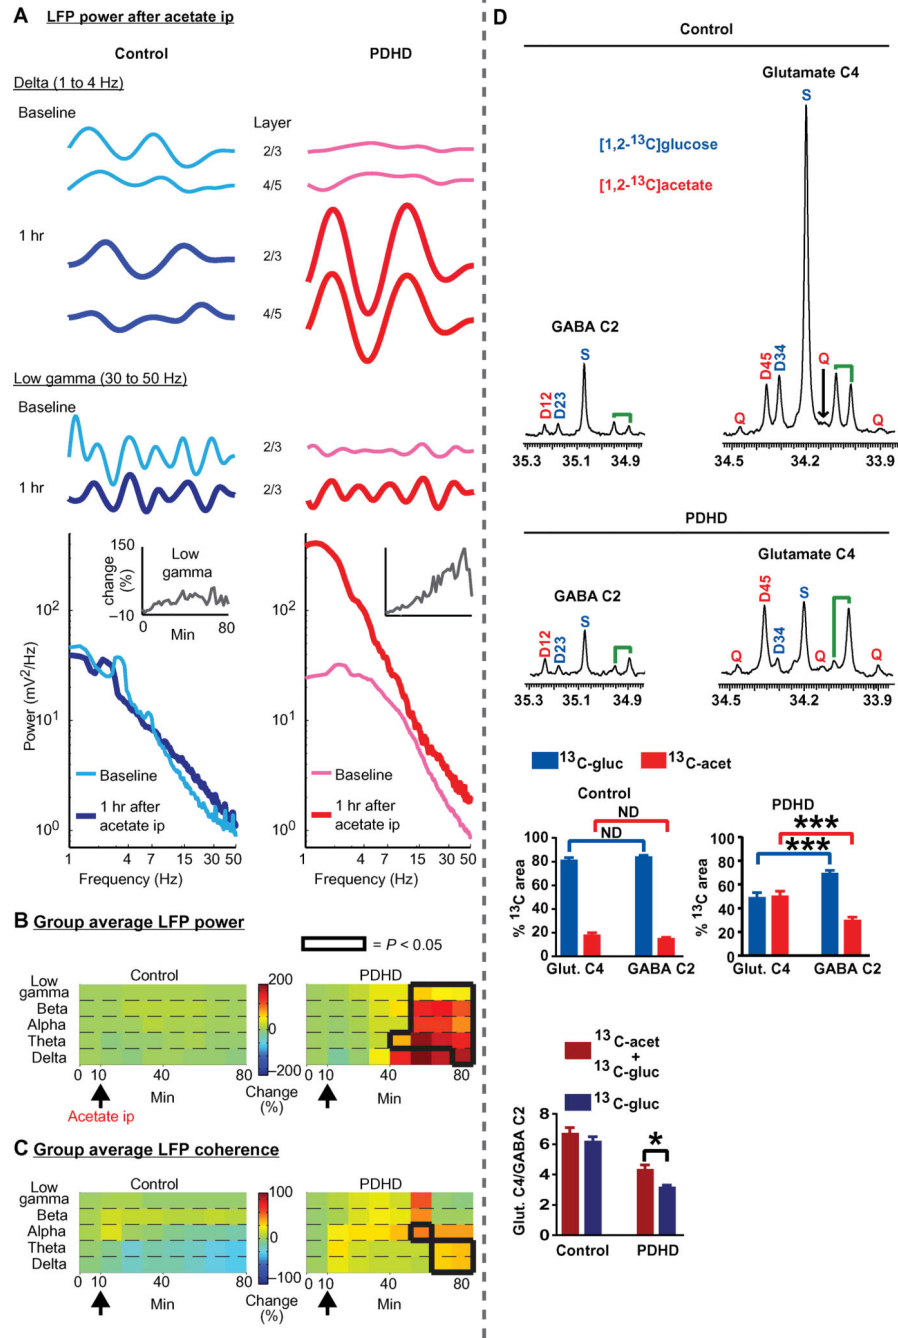 A LFP power after acetate ip
Control PDHD
Delta (1 to 4 Hz)
Baseline
Layer
2/3
4/5
1 hr
2/3
4/5
Low gamma (30 to 50 Hz)
Baseline
2/3
1 hr
2/3
Power (mV2/Hz)
10²
10¹
10⁰
150
change (%)
−10
Low gamma
0 Min 80
Baseline
1 hr after
acetate ip
1 4 7 15 30 50
Frequency (Hz)
Baseline
1 hr after
acetate ip
1 4 7 15 30 50
Frequency (Hz)
B Group average LFP power
= P < 0.05
Control
PDHD
Low
gamma
Beta
Alpha
Theta
Delta
200
0
−200
Change
(%)
0 10 Min 80
Acetate ip
0 10 40 80
Min
C Group average LFP coherence
Control
PDHD
Low
gamma
Beta
Alpha
Theta
Delta
100
0
−100
Change
(%)
0 10 40 80
Min
0 10 40 80
Min
D
Control
Glutamate C4
S
[1,2-¹³C]glucose
[1,2-¹³C]acetate
GABA C2
S
D12
D23
35.3 35.1 34.9
Q
D45
D34
Q
Q
34.5 34.2 33.9
PDHD
Glutamate C4
GABA C2
S
D12
D23
35.3 35.1 34.9
Q
D45
D34
S
Q
Q
34.5 34.2 33.9
¹³C-gluc ¹³C-acet
Control
ND
ND
% ¹³C area
100
80
60
40
20
0
Glut. C4 GABA C2
PDHD
***
***
% ¹³C area
100
80
60
40
20
0
Glut. C4 GABA C2
¹³C-acet
+
¹³C-gluc
¹³C-gluc
Glut. C4/GABA C2
8
6
4
2
0
*
Control PDHD